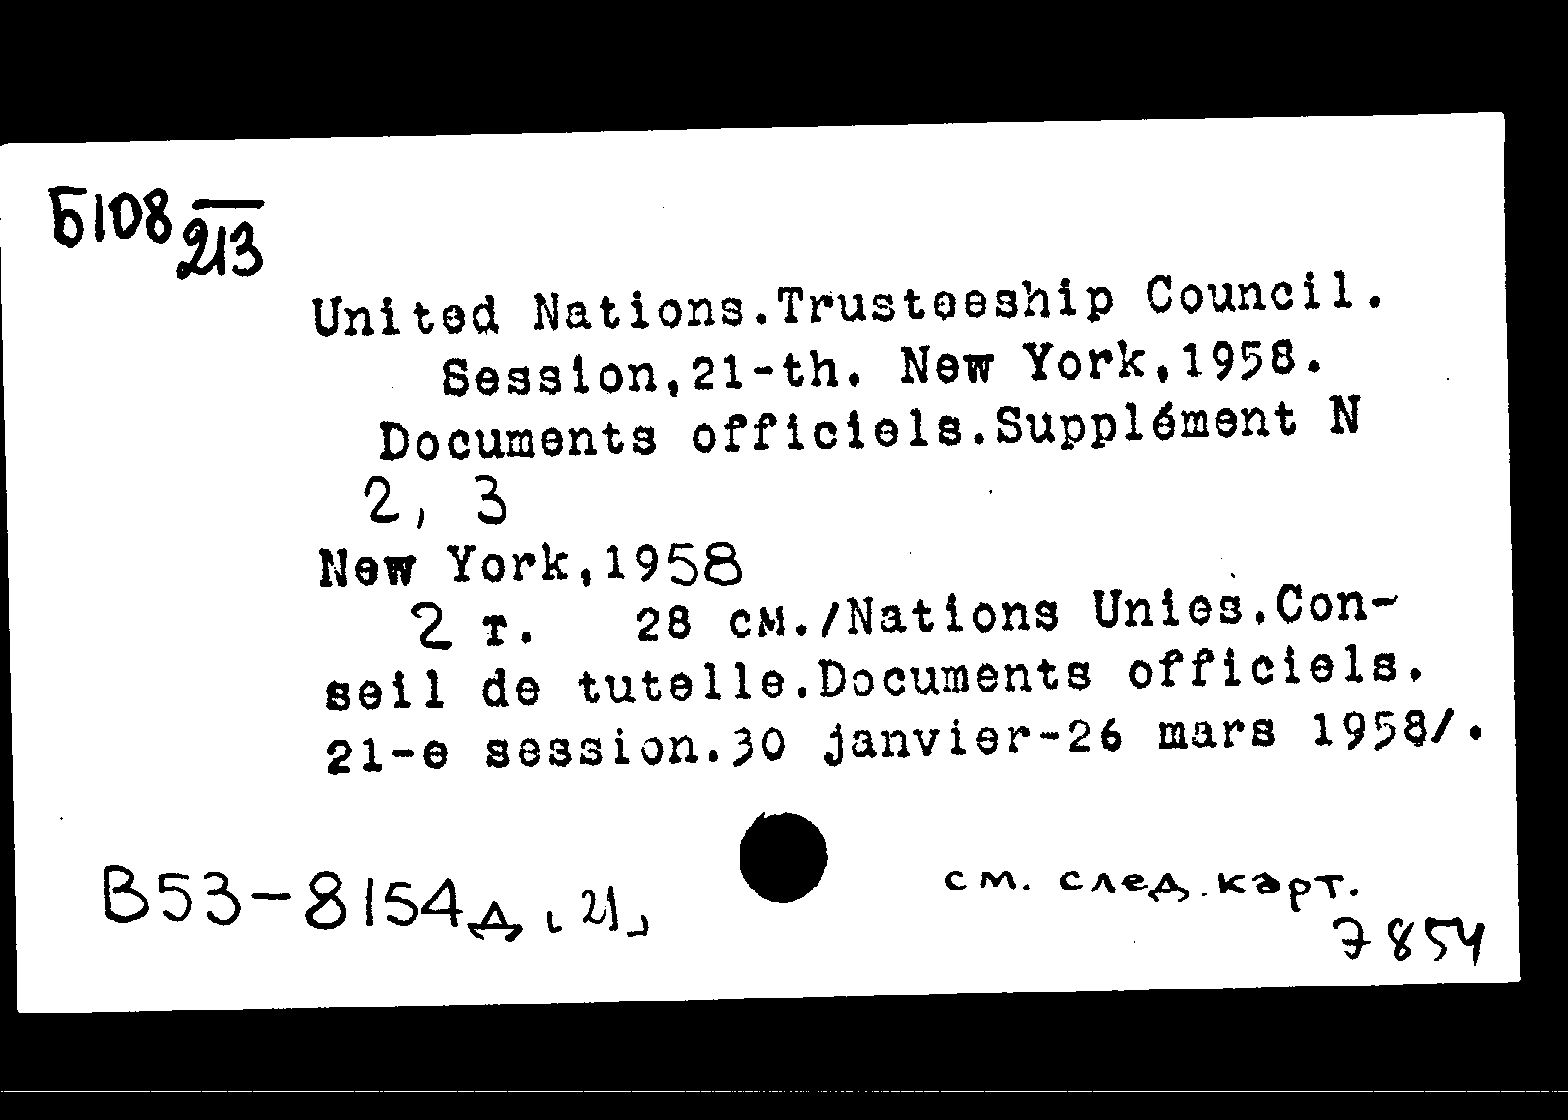 Б108 213
United Nations.Trusteeship Council.
Session,21-th. New York,1958.
Documents officiels.Supplément N
2, 3
New York,1958
2 т. 28 см./Nations Unies.Con-
seil de tutelle.Documents officiels.
21-e session.30 janvier-26 mars 1958/.
В53-8154д [21]
см. след. карт.
7854